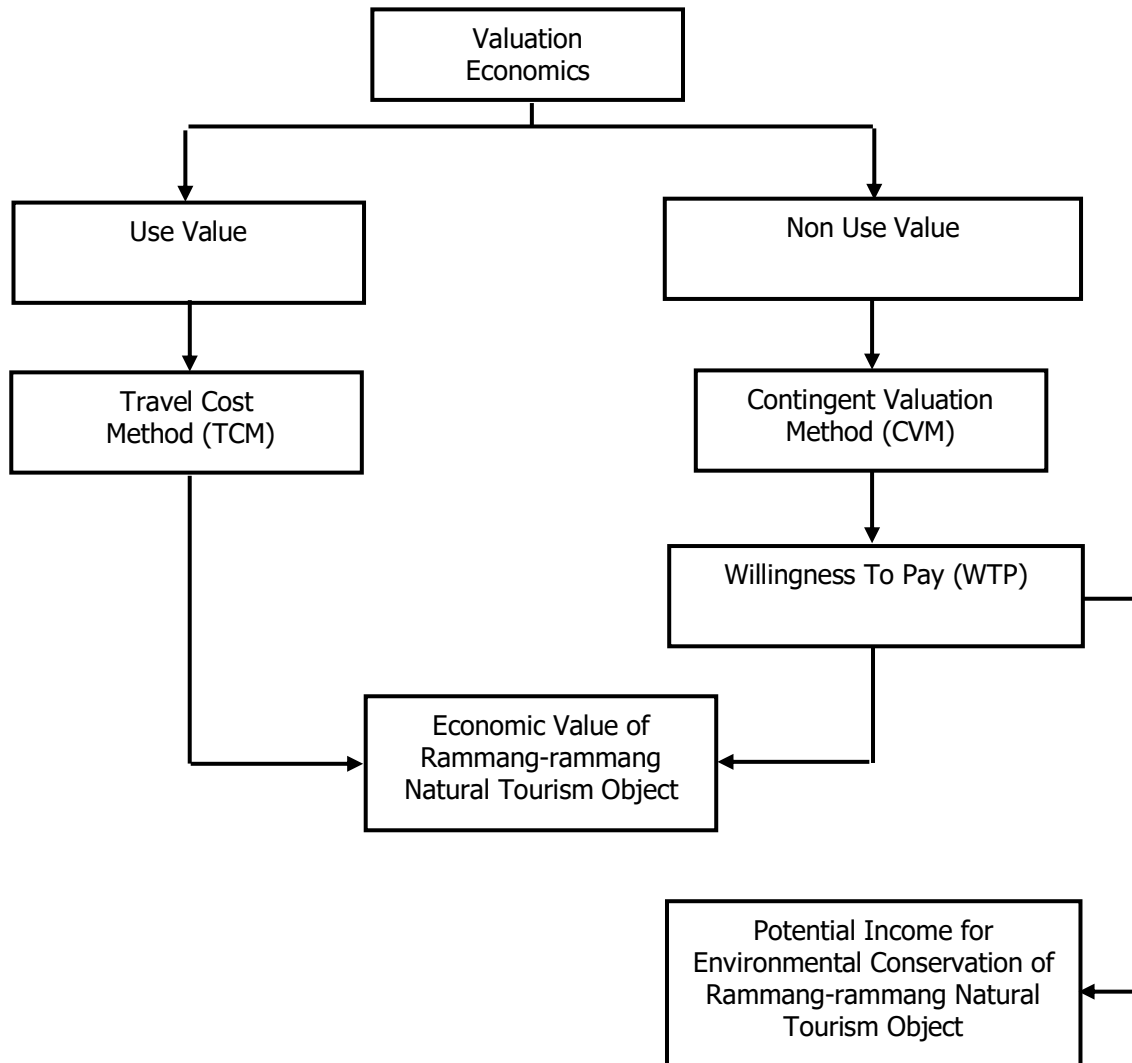 Valuation
Economics
Use Value
Non Use Value
Travel Cost
Method (TCM)
Contingent Valuation
Method (CVM)
Willingness To Pay (WTP)
Economic Value of
Rammang-rammang
Natural Tourism Object
Potential Income for
Environmental Conservation of
Rammang-rammang Natural
Tourism Object